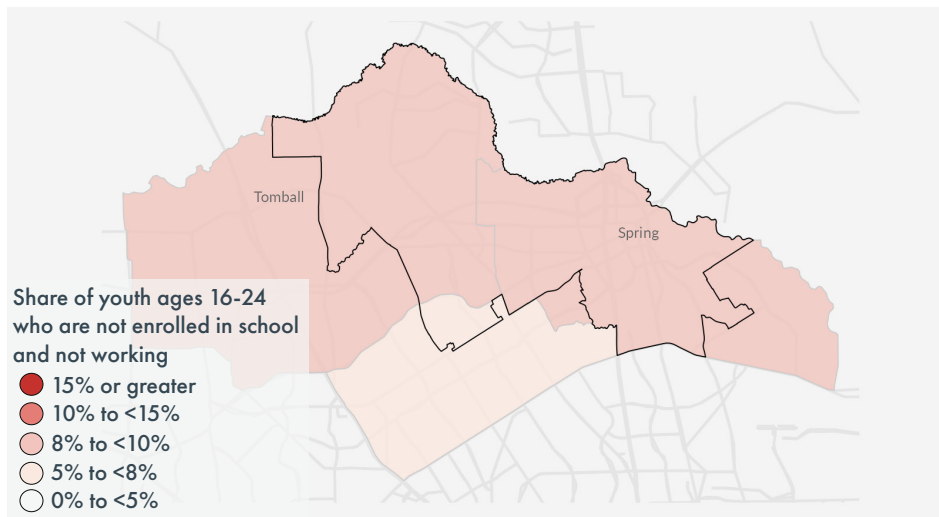 Tomball
Spring
Share of youth ages 16-24
who are not enrolled in school
and not working
15% or greater
10% to <15%
8% to <10%
5% to <8%
0% to <5%